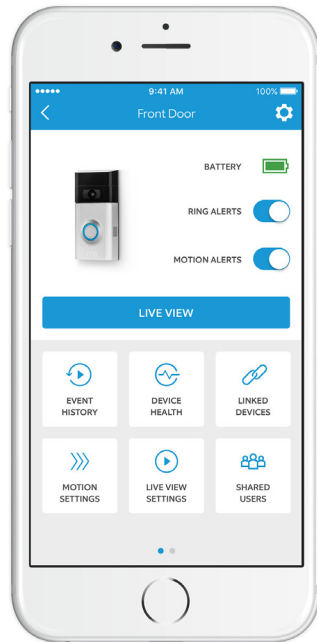 9:41 AM
100%
Front Door
BATTERY
RING ALERTS
MOTION ALERTS
LIVE VIEW
EVENT
HISTORY
DEVICE
HEALTH
LINKED
DEVICES
MOTION
SETTINGS
LIVE VIEW
SETTINGS
SHARED
USERS